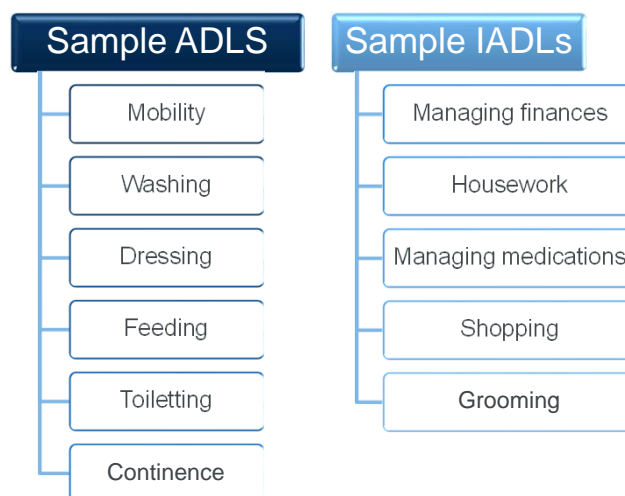 Sample ADLS
Mobility
Washing
Dressing
Feeding
Toiletting
Continence
Sample IADLs
Managing finances
Housework
Managing medications
Shopping
Grooming